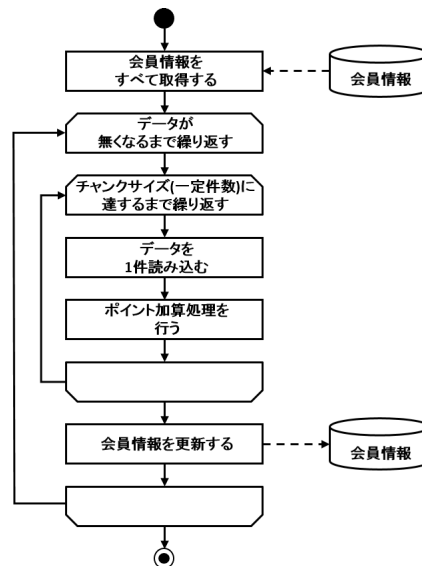 会員情報を
すべて取得する
会員情報
データが
無くなるまで繰り返す
チャンクサイズ(一定件数)に
達するまで繰り返す
データを
1件読み込む
ポイント加算処理を
行う
会員情報を更新する
会員情報